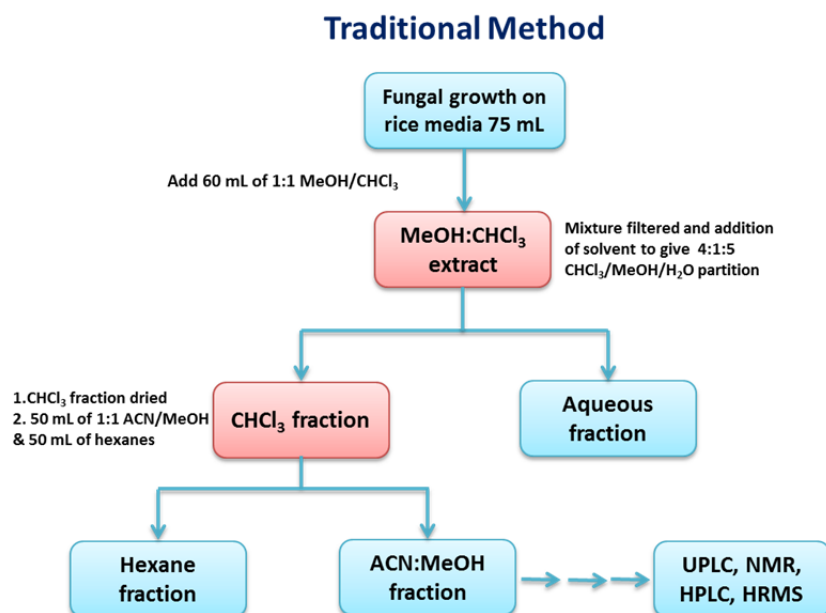 Traditional Method
Fungal growth on
rice media 75 mL
Add 60 mL of 1:1 MeOH/CHCl₃
MeOH:CHCl₃
extract
Mixture filtered and addition
of solvent to give 4:1:5
CHCl₃/MeOH/H₂O partition
1.CHCl₃ fraction dried
2. 50 mL of 1:1 ACN/MeOH
& 50 mL of hexanes
CHCl₃ fraction
Aqueous
fraction
Hexane
fraction
ACN:MeOH
fraction
UPLC, NMR,
HPLC, HRMS